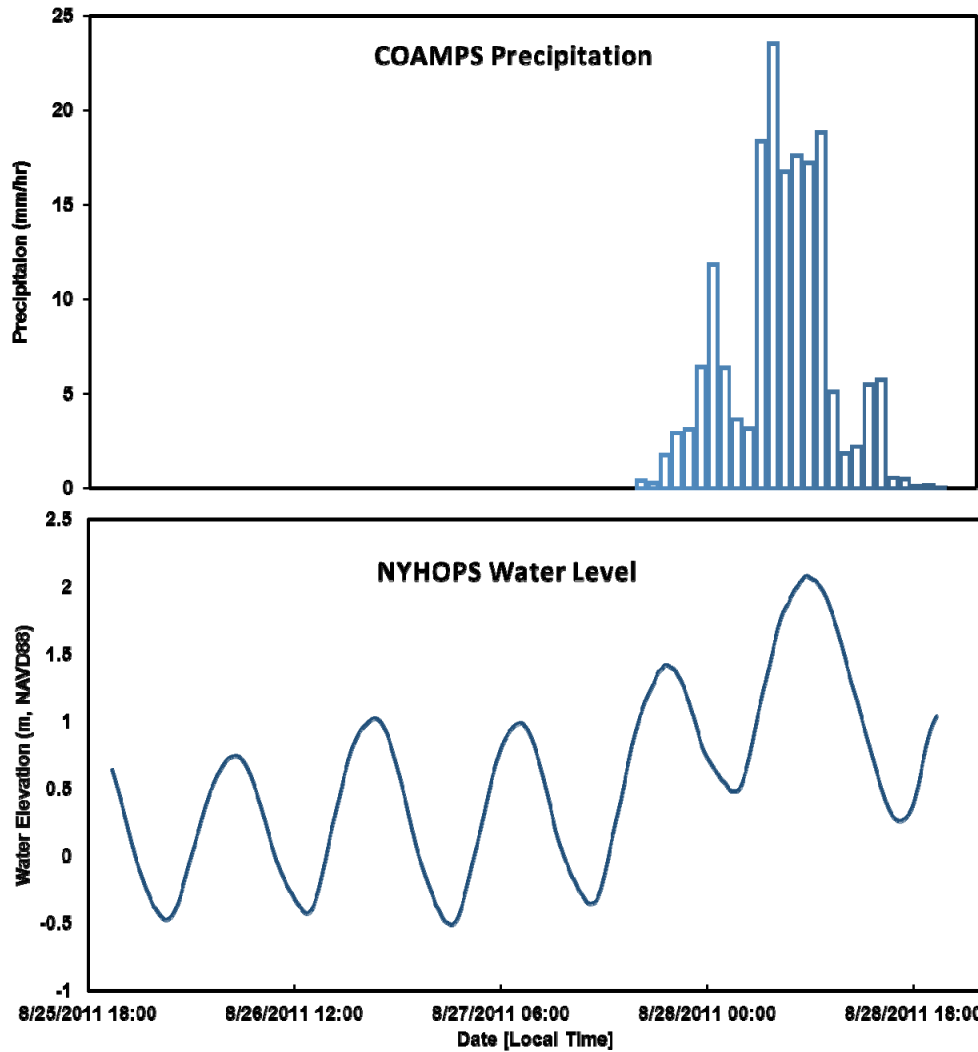 COAMPS Precipitation
Precipitaion (mm/hr)
25
20
15
10
5
0
NYHOPS Water Level
Water Elevation (m, NAVD88)
2.5
2
1.5
1
0.5
0
-0.5
-1
8/25/2011 18:00 8/26/2011 12:00 8/27/2011 06:00 8/28/2011 00:00 8/28/2011 18:00
Date [Local Time]